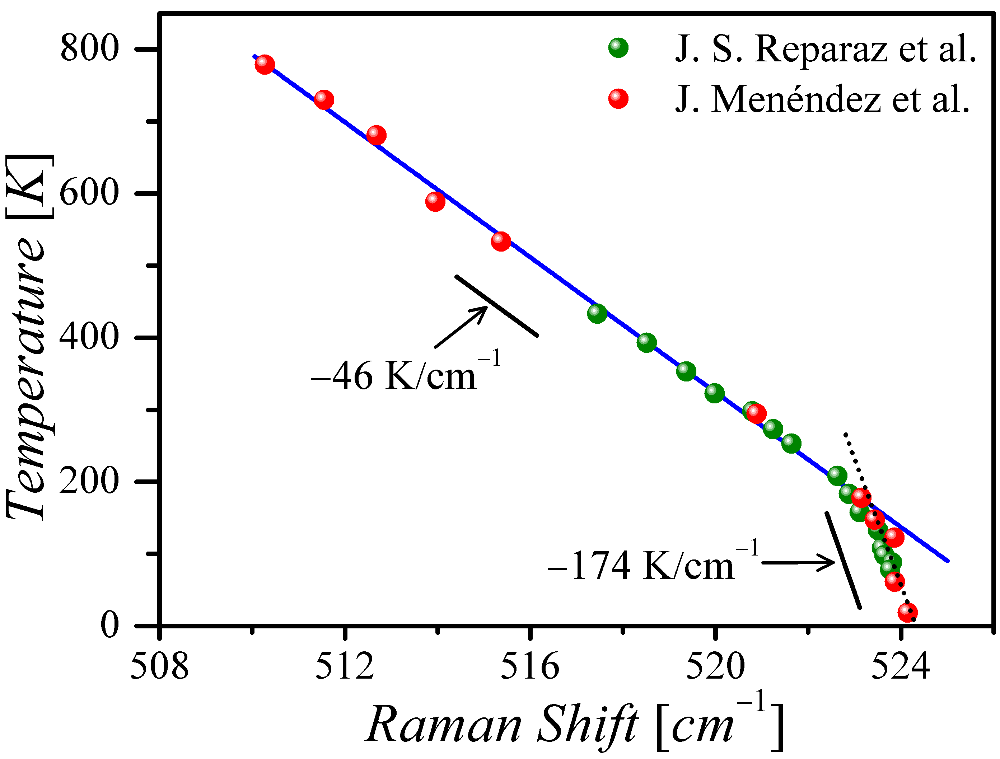 J. S. Reparaz et al.
J. Menéndez et al.
800
600
400
200
0
Temperature [K]
−46 K/cm⁻¹
−174 K/cm⁻¹
508 512 516 520 524
Raman Shift [cm⁻¹]